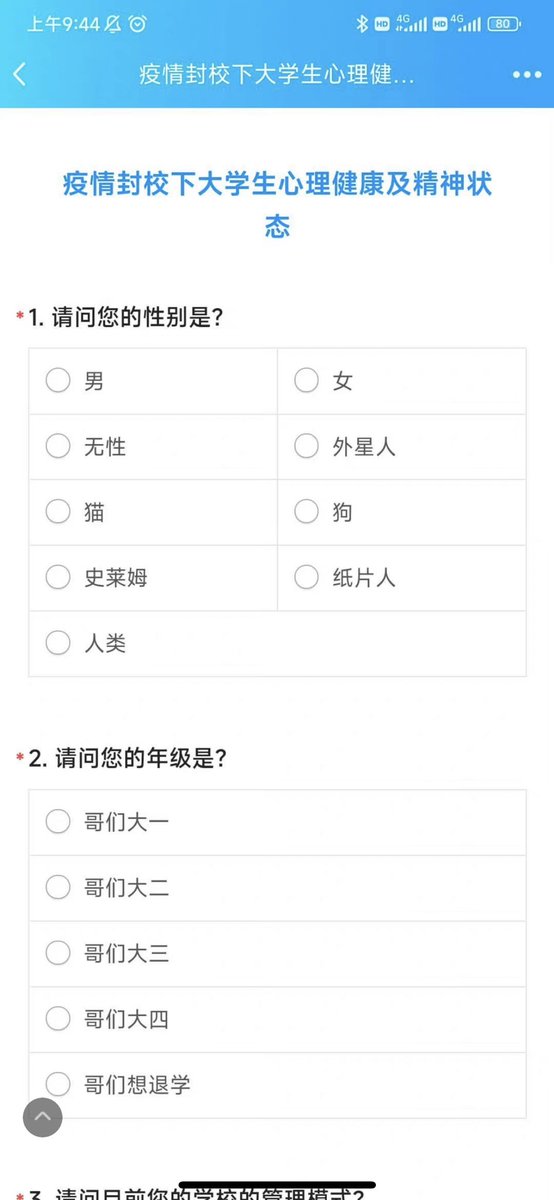 上午9:44
HD 4G HD 4G 80
疫情封校下大学生心理健...
疫情封校下大学生心理健康及精神状
态
*1. 请问您的性别是?
男 女
无性 外星人
猫 狗
史莱姆 纸片人
人类
*2. 请问您的年级是?
哥们大一
哥们大二
哥们大三
哥们大四
哥们想退学
*3. 请问目前您的学校的管理模式?